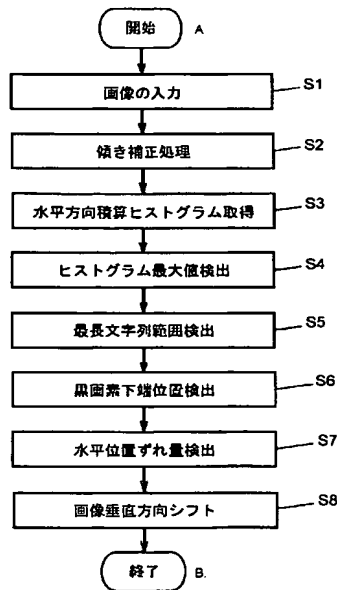 開始 A
画像の入力 S1
傾き補正処理 S2
水平方向積算ヒストグラム取得 S3
ヒストグラム最大値検出 S4
最長文字列範囲検出 S5
黒画素下端位置検出 S6
水平位置ずれ量検出 S7
画像垂直方向シフト S8
終了 B.